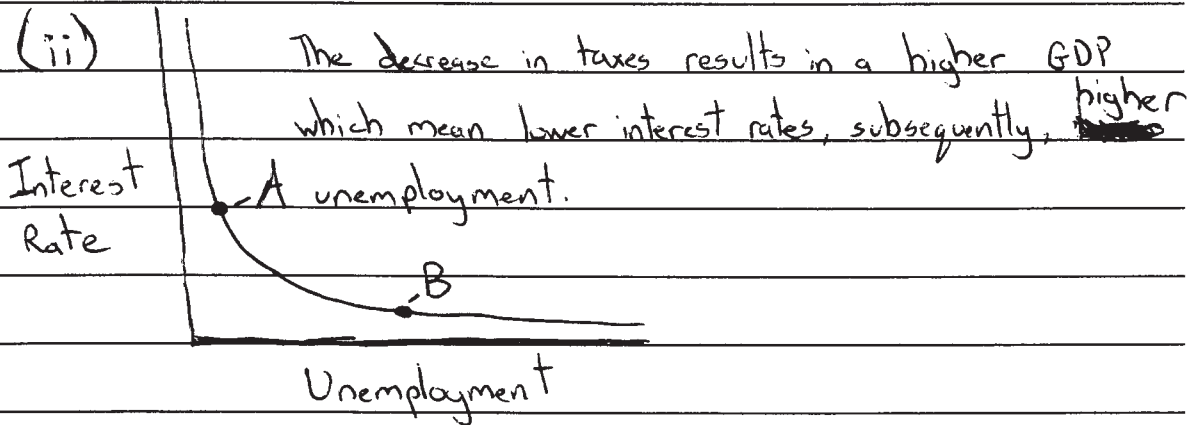 (ii)
The decrease in taxes results in a higher GDP
which mean lower interest rates, subsequently, higher
unemployment.
Interest
Rate
A
B
Unemployment